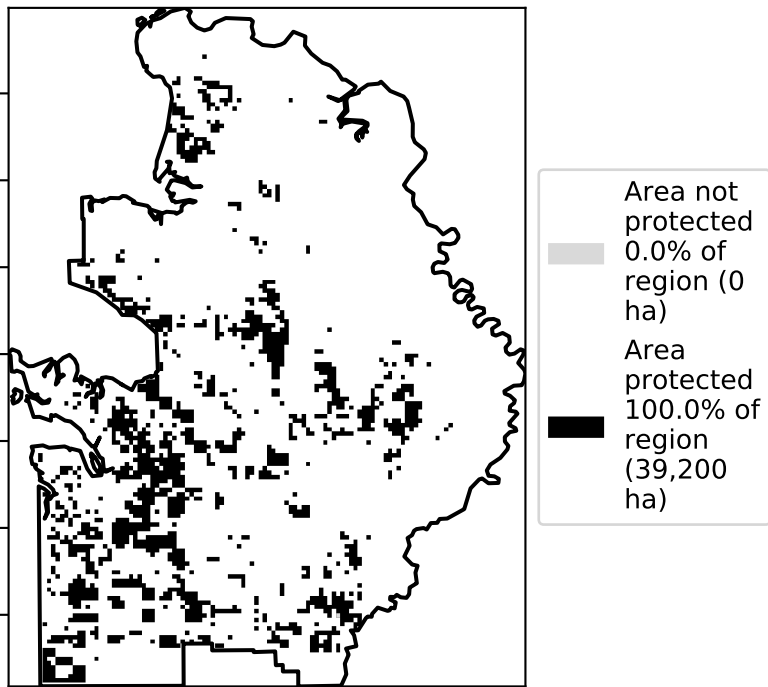 Area not
protected
0.0% of
region (0
ha)
Area
protected
100.0% of
region
(39,200
ha)